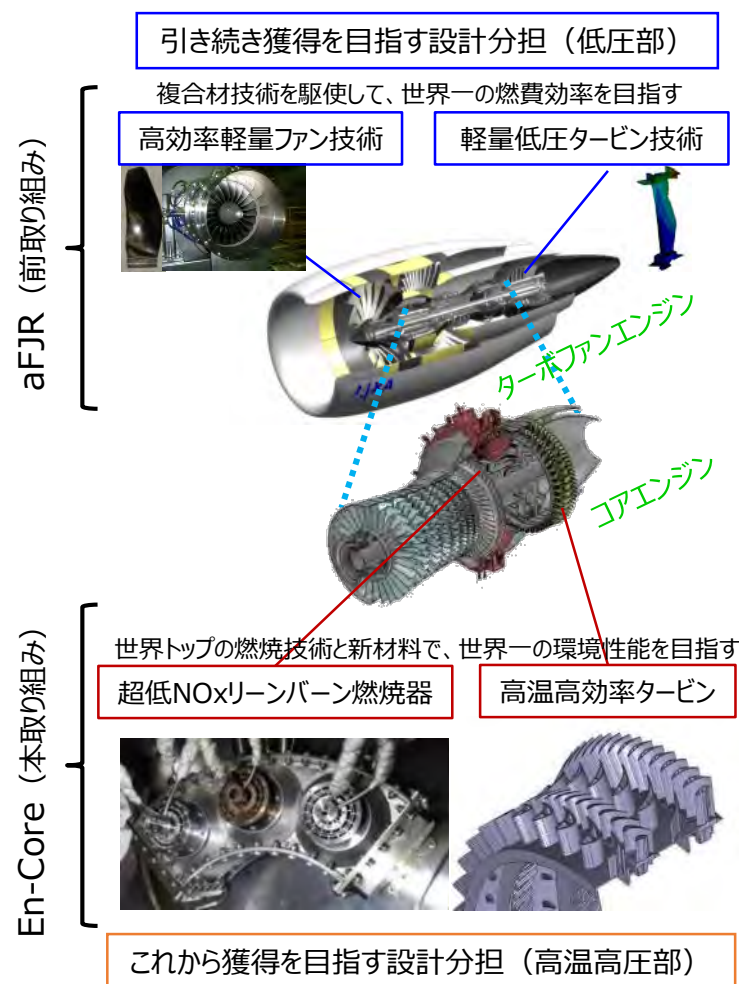 引き続き獲得を目指す設計分担（低圧部）
複合材技術を駆使して、世界一の燃費効率を目指す
高効率軽量ファン技術
軽量低圧タービン技術
aFJR（前取り組み）
ターボファンエンジン
コアエンジン
En-Core（本取り組み）
世界トップの燃焼技術と新材料で、世界一の環境性能を目指す
超低NOxリーンバーン燃焼器
高温高効率タービン
これから獲得を目指す設計分担（高温高圧部）